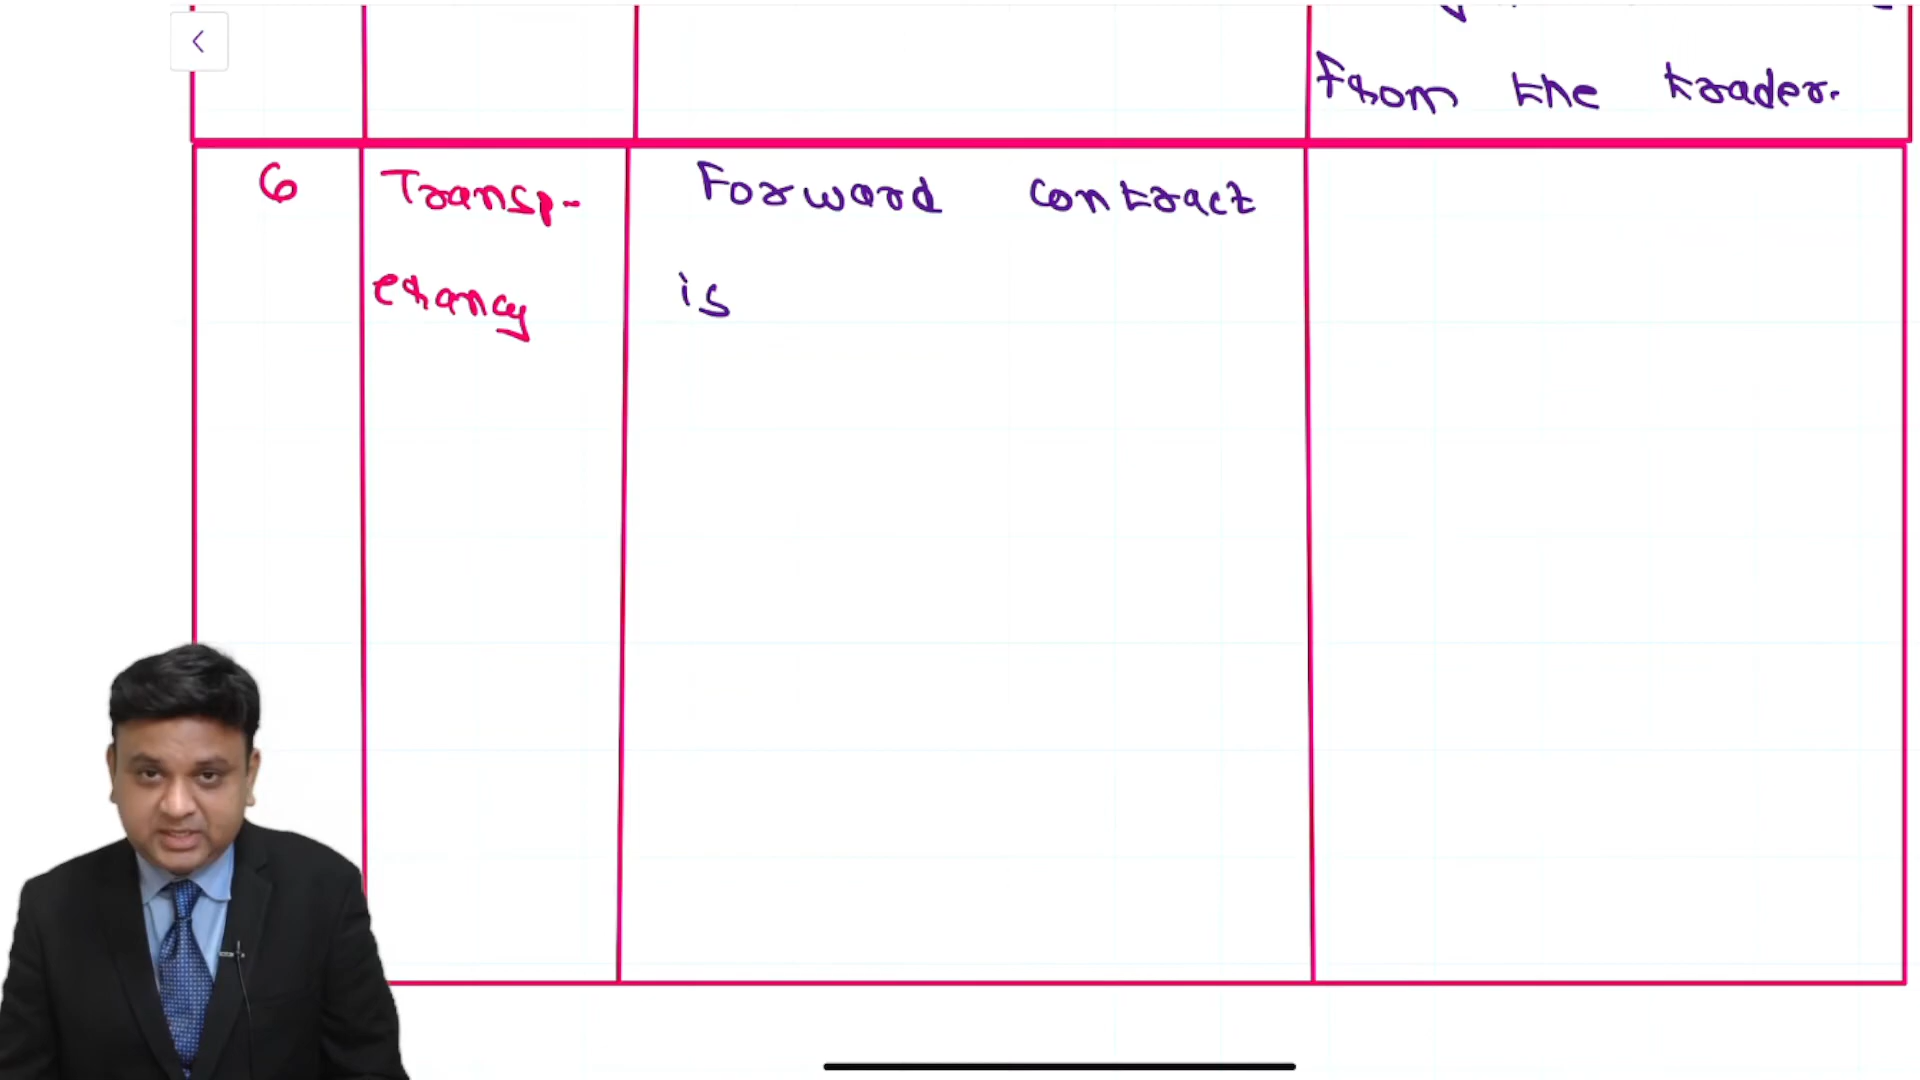 From the trader.
6 Transp- Forward contract
erancy is